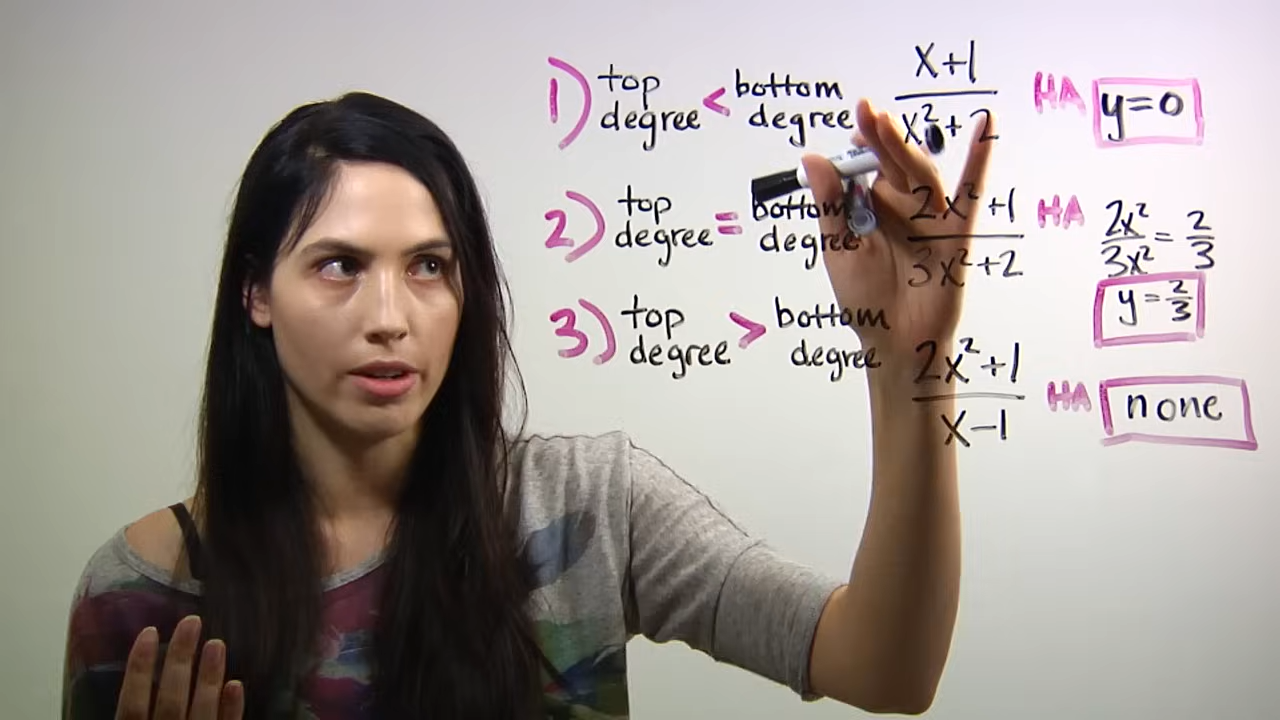 1) top degree < bottom degree x+1 / x²+2 HA y=0
2) top degree = bottom degree 2x²+1 / 3x²+2 HA 2x²/3x² = 2/3
y=2/3
3) top degree > bottom degree 2x²+1 / x-1 HA none